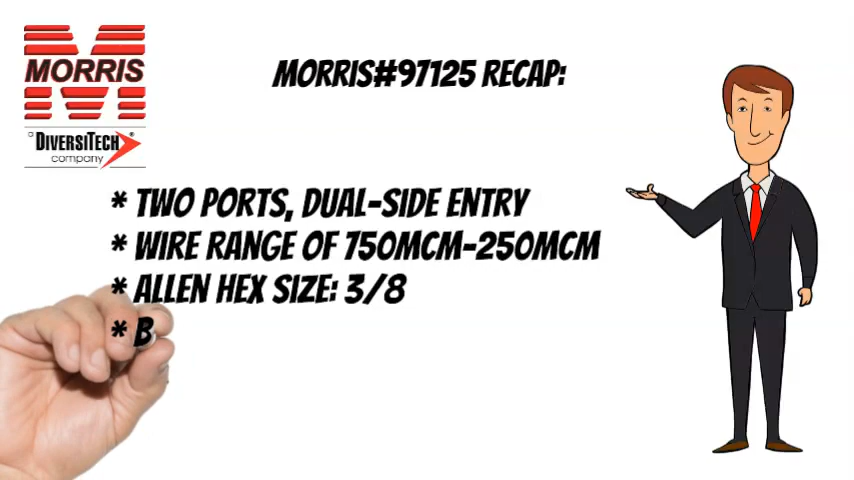 MORRIS
A DIVERSITECH®
company
MORRIS#97125 RECAP:
* TWO PORTS, DUAL-SIDE ENTRY
* WIRE RANGE OF 750MCM-250MCM
* ALLEN HEX SIZE: 3/8
* B